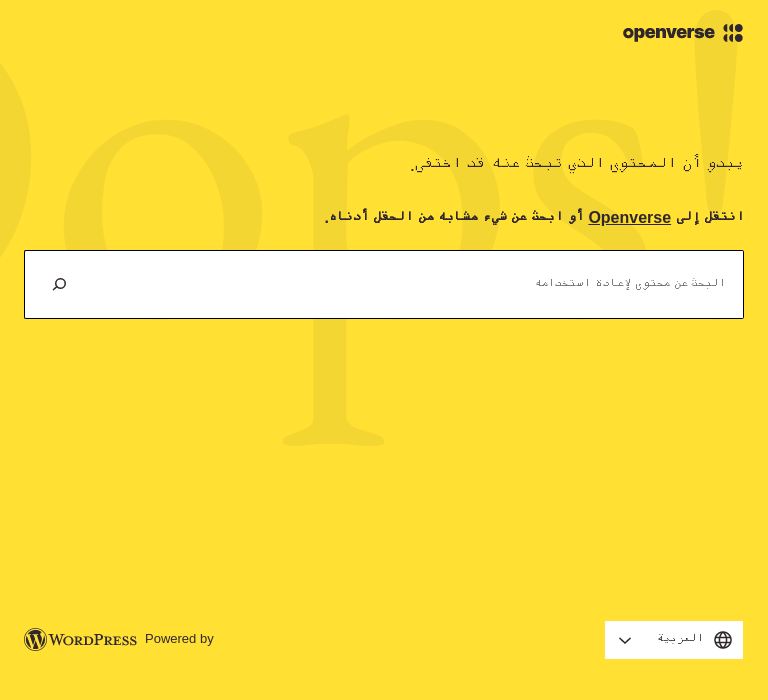 openverse
Oops!
يبدو أن المحتوى الذي تبحث عنه قد اختفى.
انتقل إلى Openverse أو ابحث عن شيء مشابه من الحقل أدناه.
البحث عن محتوى لإعادة استخدامه
العربية
Powered by WORDPRESS